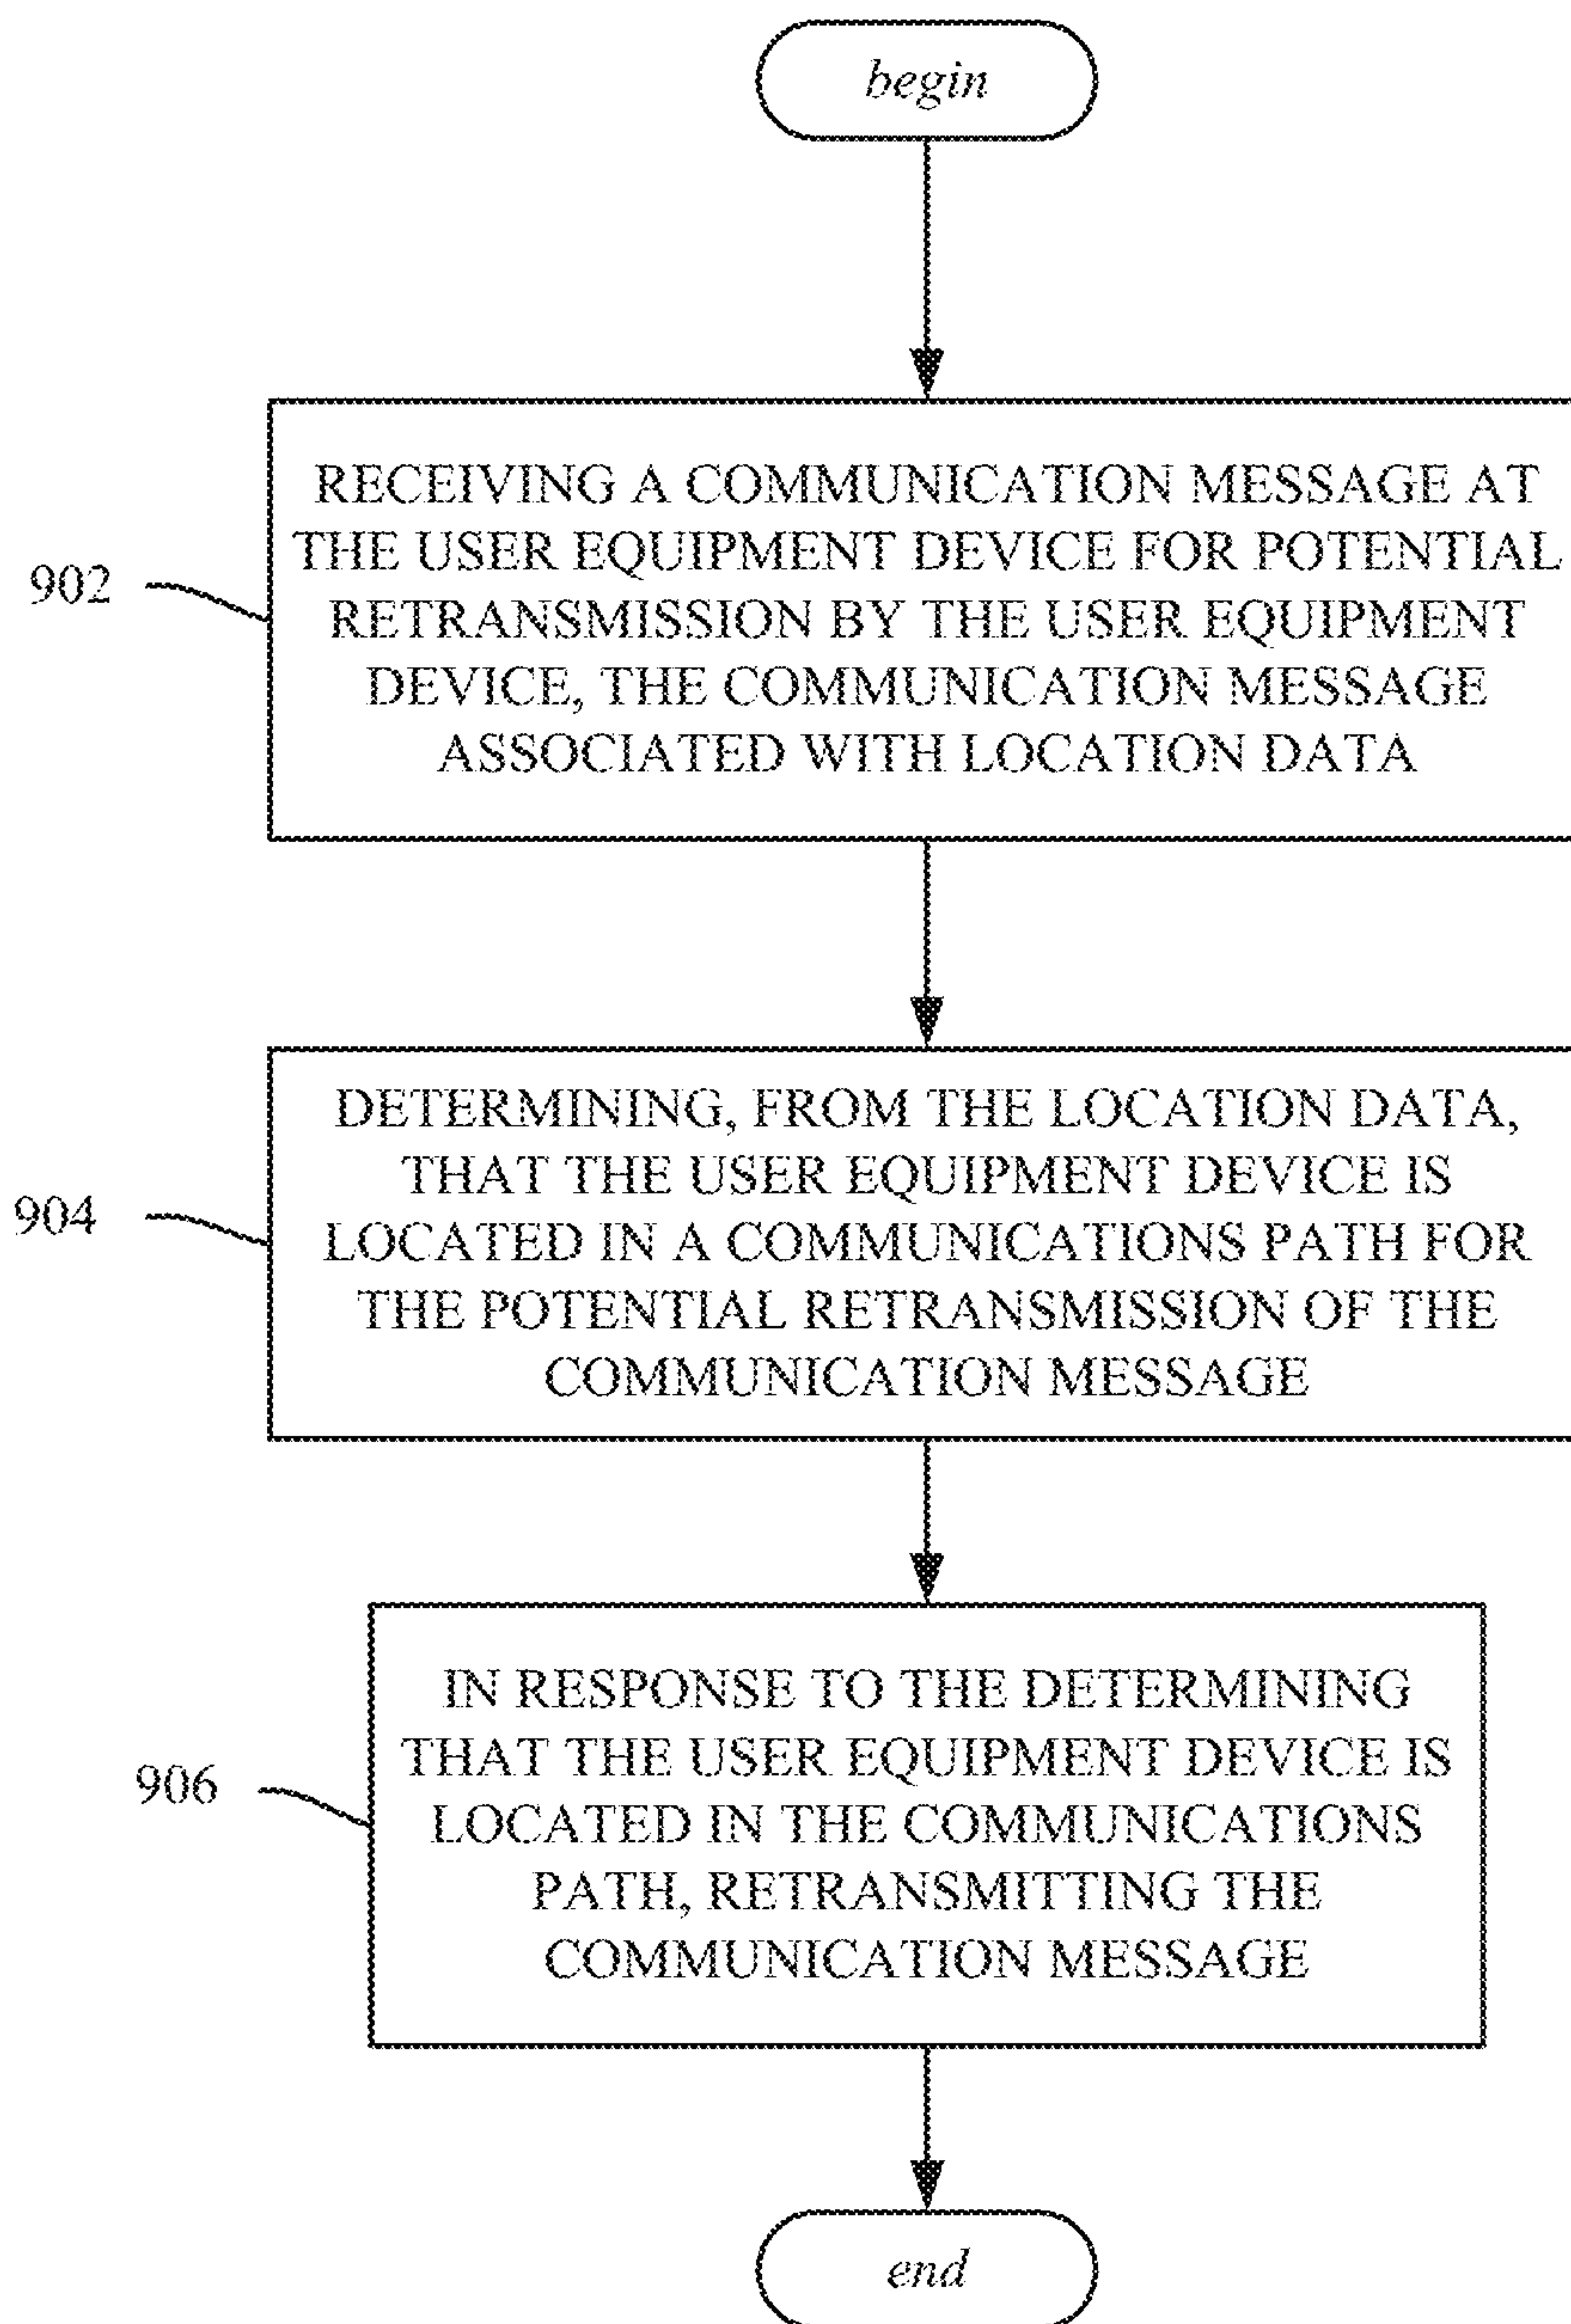 begin
902
RECEIVING A COMMUNICATION MESSAGE AT
THE USER EQUIPMENT DEVICE FOR POTENTIAL
RETRANSMISSION BY THE USER EQUIPMENT
DEVICE, THE COMMUNICATION MESSAGE
ASSOCIATED WITH LOCATION DATA
904
DETERMINING, FROM THE LOCATION DATA,
THAT THE USER EQUIPMENT DEVICE IS
LOCATED IN A COMMUNICATIONS PATH FOR
THE POTENTIAL RETRANSMISSION OF THE
COMMUNICATION MESSAGE
906
IN RESPONSE TO THE DETERMINING
THAT THE USER EQUIPMENT DEVICE IS
LOCATED IN THE COMMUNICATIONS
PATH, RETRANSMITTING THE
COMMUNICATION MESSAGE
end